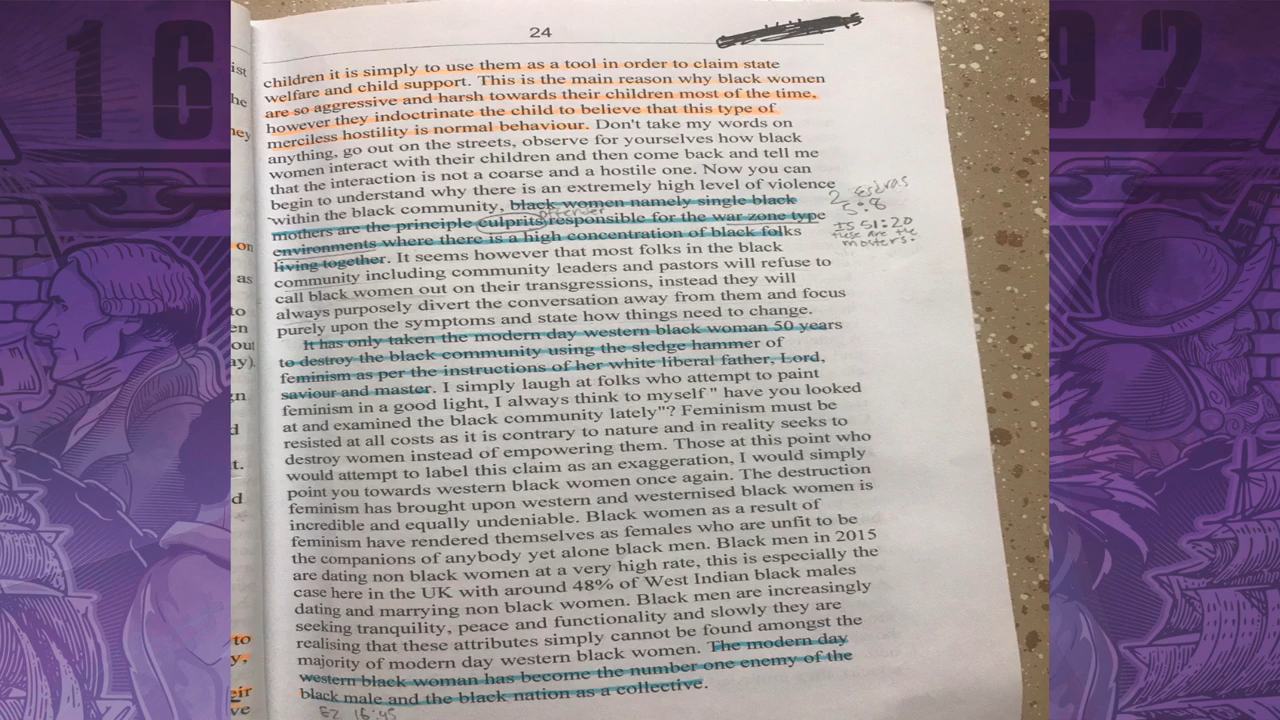 16
92
24
children it is simply to use them as a tool in order to claim state
welfare and child support. This is the main reason why black women
are so aggressive and harsh towards their children most of the time,
however they indoctrinate the child to believe that this type of
merciless hostility is normal behaviour. Don't take my words on
anything, go out on the streets, observe for yourselves how black
women interact with their children and then come back and tell me
that the interaction is not a coarse and a hostile one. Now you can
begin to understand why there is an extremely high level of violence
within the black community, black women namely single black
offender
mothers are the principle culprits responsible for the war zone type
environments where there is a high concentration of black folks
living together. It seems however that most folks in the black
community including community leaders and pastors will refuse to
call black women out on their transgressions, instead they will
always purposely divert the conversation away from them and focus
purely upon the symptoms and state how things need to change.
It has only taken the modern day western black woman 50 years
to destroy the black community using the sledge hammer of
feminism as per the instructions of her white liberal father, Lord,
saviour and master. I simply laugh at folks who attempt to paint
feminism in a good light, I always think to myself " have you looked
at and examined the black community lately"? Feminism must be
resisted at all costs as it is contrary to nature and in reality seeks to
destroy women instead of empowering them. Those at this point who
would attempt to label this claim as an exaggeration, I would simply
point you towards western black women once again. The destruction
feminism has brought upon western and westernised black women is
incredible and equally undeniable. Black women as a result of
feminism have rendered themselves as females who are unfit to be
the companions of anybody yet alone black men. Black men in 2015
are dating non black women at a very high rate, this is especially the
case here in the UK with around 48% of West Indian black males
dating and marrying non black women. Black men are increasingly
seeking tranquility, peace and functionality and slowly they are
realising that these attributes simply cannot be found amongst the
majority of modern day western black women. The modern day
western black woman has become the number one enemy of the
black male and the black nation as a collective.
EZ 16:45
2 Esdras
5:8
IS 51:20
these are the
mosters.
ist
he
hey
on
as
to
en
out
ay).
gn
d
t.
d
to
y,
eir
ve